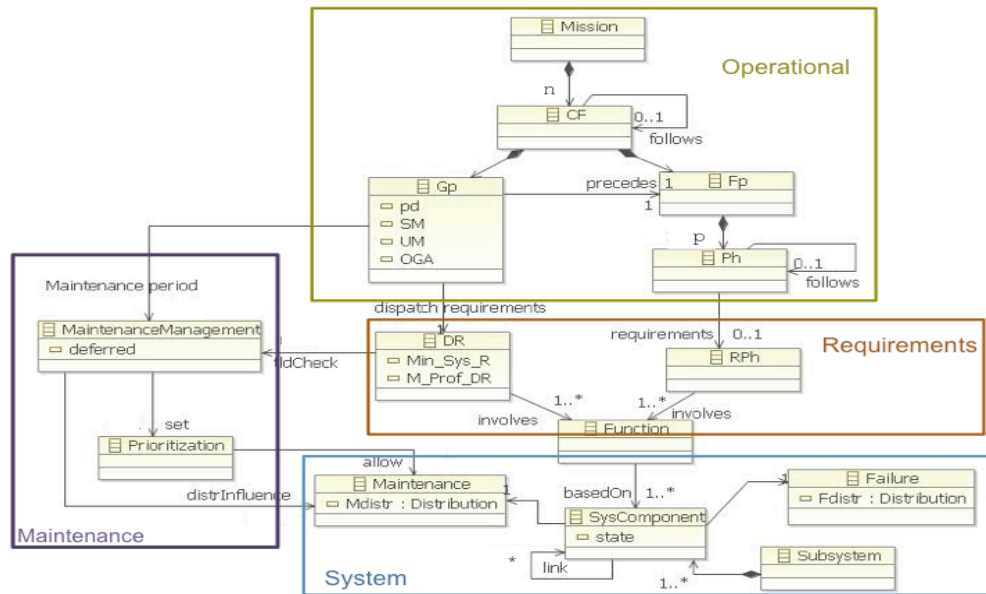 Mission
Operational
n
CF
0..1
follows
Gp
pd
SM
UM
OGA
precedes 1
1
Fp
p
Ph
0..1
follows
Maintenance period
dispatch requirements
1
requirements
0..1
Requirements
MaintenanceManagement
deferred
DR
Min_Sys_R
M_Prof_DR
RPh
involves
1..*
1..*
involves
Function
set
Prioritization
allow
distrInfluence
Maintenance
Maintenance
Mdistr : Distribution
1
basedOn
1..*
1
Failure
Fdistr : Distribution
SysComponent
state
*
link
1..*
Subsystem
System